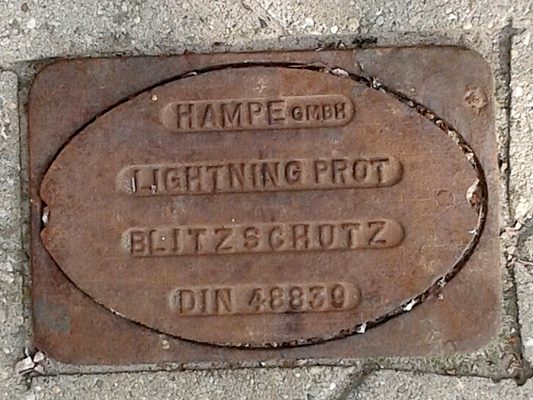 HAMPE GMBH
LIGHTNING PROT
BLITZSCHUTZ
DIN 48839